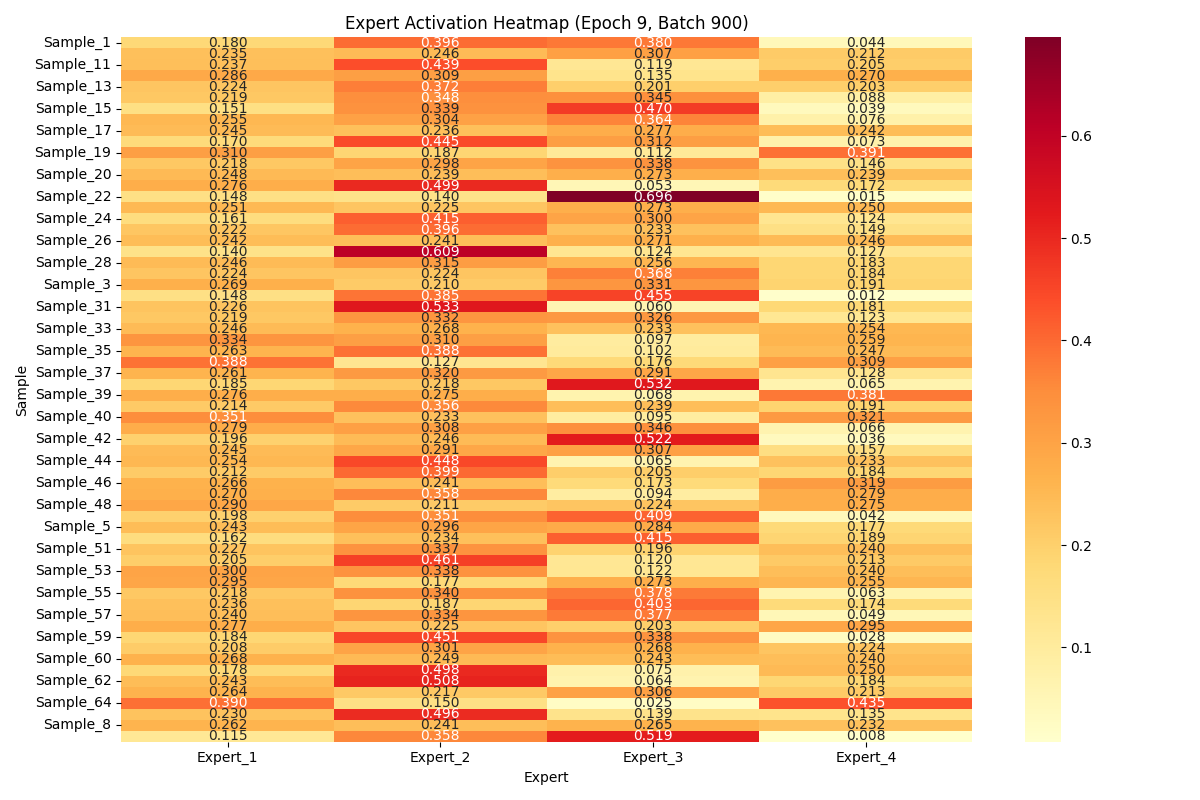 Expert Activation Heatmap (Epoch 9, Batch 900)
Sample_1 0.180 0.396 0.380 0.044
0.235 0.246 0.307 0.212
Sample_11 0.237 0.439 0.119 0.205
0.286 0.309 0.135 0.270
Sample_13 0.224 0.372 0.201 0.203
0.219 0.348 0.345 0.088
Sample_15 0.151 0.339 0.470 0.039
0.255 0.304 0.364 0.076
Sample_17 0.245 0.236 0.277 0.242
0.170 0.445 0.312 0.073
Sample_19 0.310 0.187 0.112 0.391
0.218 0.298 0.338 0.146
Sample_20 0.248 0.239 0.273 0.239
0.276 0.499 0.053 0.172
Sample_22 0.148 0.140 0.696 0.015
0.251 0.225 0.273 0.250
Sample_24 0.161 0.415 0.300 0.124
0.222 0.396 0.233 0.149
Sample_26 0.242 0.241 0.271 0.246
0.140 0.609 0.124 0.127
Sample_28 0.246 0.315 0.256 0.183
0.224 0.224 0.368 0.184
Sample_3 0.269 0.210 0.331 0.191
0.148 0.385 0.455 0.012
Sample_31 0.226 0.533 0.060 0.181
0.219 0.332 0.326 0.123
Sample_33 0.246 0.268 0.233 0.254
0.334 0.310 0.097 0.259
Sample_35 0.263 0.388 0.102 0.247
0.388 0.127 0.176 0.309
Sample_37 0.261 0.320 0.291 0.128
0.185 0.218 0.532 0.065
Sample_39 0.276 0.275 0.068 0.381
0.214 0.356 0.239 0.191
Sample_40 0.351 0.233 0.095 0.321
0.279 0.308 0.346 0.066
Sample_42 0.196 0.246 0.522 0.036
0.245 0.291 0.307 0.157
Sample_44 0.254 0.448 0.065 0.233
0.212 0.399 0.205 0.184
Sample_46 0.266 0.241 0.173 0.319
0.270 0.358 0.094 0.279
Sample_48 0.290 0.211 0.224 0.275
0.198 0.351 0.409 0.042
Sample_5 0.243 0.296 0.284 0.177
0.162 0.234 0.415 0.189
Sample_51 0.227 0.337 0.196 0.240
0.205 0.461 0.120 0.213
Sample_53 0.300 0.338 0.122 0.240
0.295 0.177 0.273 0.255
Sample_55 0.218 0.340 0.378 0.063
0.236 0.187 0.403 0.174
Sample_57 0.240 0.334 0.377 0.049
0.277 0.225 0.203 0.295
Sample_59 0.184 0.451 0.338 0.028
0.208 0.301 0.268 0.224
Sample_60 0.268 0.249 0.243 0.240
0.178 0.498 0.075 0.250
Sample_62 0.243 0.508 0.064 0.184
0.264 0.217 0.306 0.213
Sample_64 0.390 0.150 0.025 0.435
0.230 0.496 0.139 0.135
Sample_8 0.262 0.241 0.265 0.232
0.115 0.358 0.519 0.008
Expert_1 Expert_2 Expert_3 Expert_4
Expert
Sample
0.6
0.5
0.4
0.3
0.2
0.1